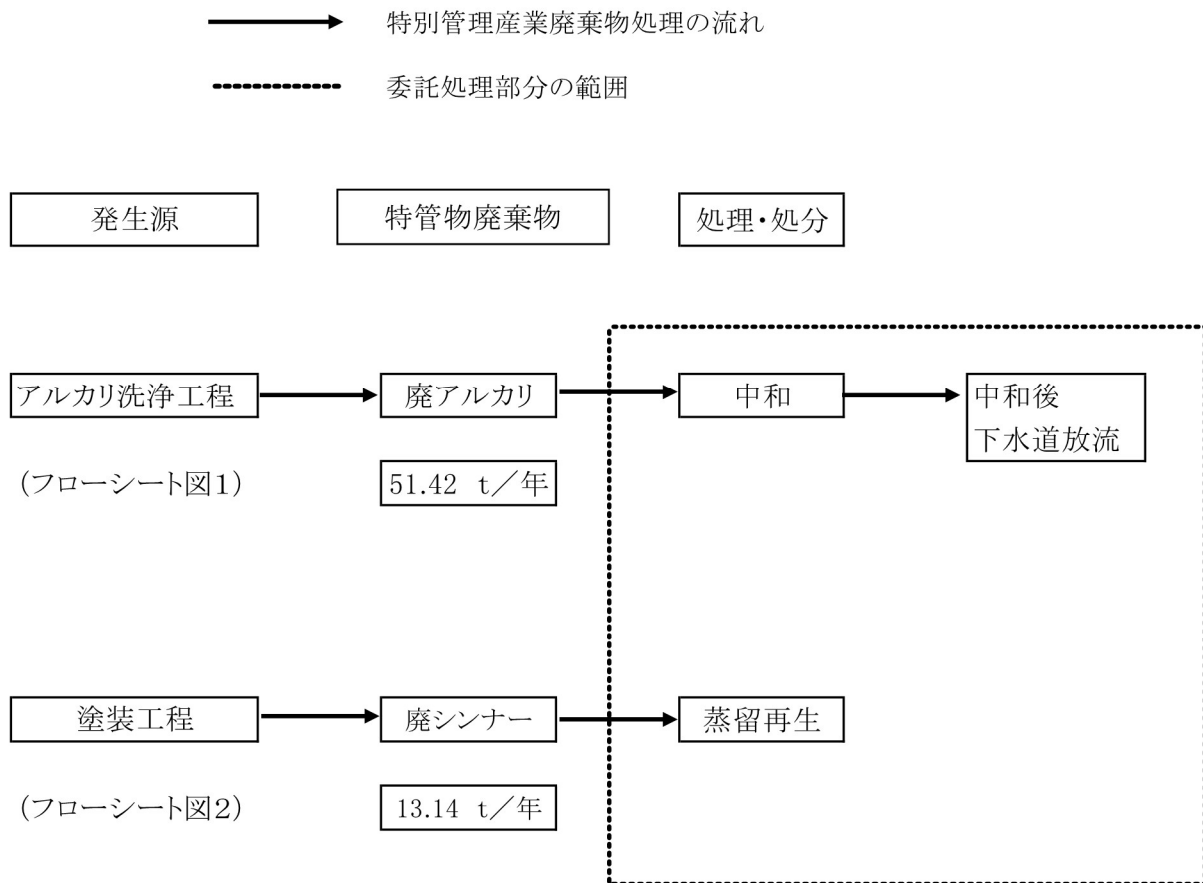 特別管理産業廃棄物処理の流れ
委託処理部分の範囲
発生源
特管物廃棄物
処理・処分
アルカリ洗浄工程
廃アルカリ
中和
中和後
下水道放流
(フローシート図1)
51.42 t/年
塗装工程
廃シンナー
蒸留再生
(フローシート図2)
13.14 t/年